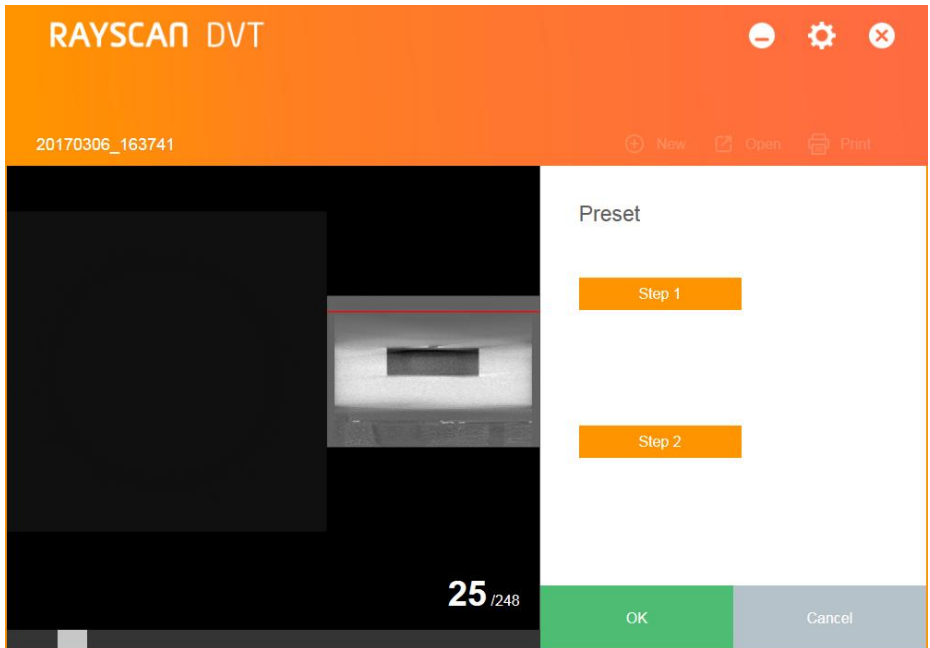 RAYSCAN DVT
20170306_163741
New Open Print
Preset
Step 1
Step 2
25 /248
OK Cancel